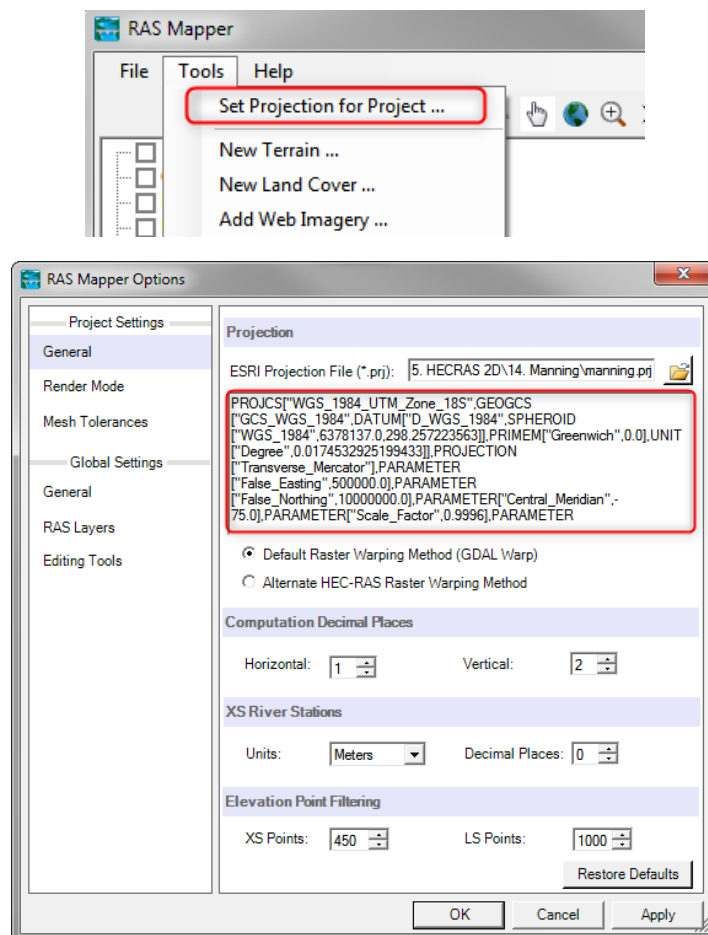 RAS Mapper
File Tools Help
Set Projection for Project ...
New Terrain ...
New Land Cover ...
Add Web Imagery ...
RAS Mapper Options
Project Settings
General
Render Mode
Mesh Tolerances
Global Settings
General
RAS Layers
Editing Tools
Projection
ESRI Projection File (*.prj): 5. HECRAS 2D\14. Manning\manning.prj
PROJCS["WGS_1984_UTM_Zone_18S",GEOGCS
["GCS_WGS_1984",DATUM["D_WGS_1984",SPHEROID
["WGS_1984",6378137.0,298.257223563]],PRIMEM["Greenwich",0.0],UNIT
["Degree",0.0174532925199433]],PROJECTION
["Transverse_Mercator"],PARAMETER
["False_Easting",500000.0],PARAMETER
["False_Northing",10000000.0],PARAMETER["Central_Meridian",-
75.0],PARAMETER["Scale_Factor",0.9996],PARAMETER
Default Raster Warping Method (GDAL Warp)
Alternate HEC-RAS Raster Warping Method
Computation Decimal Places
Horizontal: 1 Vertical: 2
XS River Stations
Units: Meters Decimal Places: 0
Elevation Point Filtering
XS Points: 450 LS Points: 1000
Restore Defaults
OK Cancel Apply